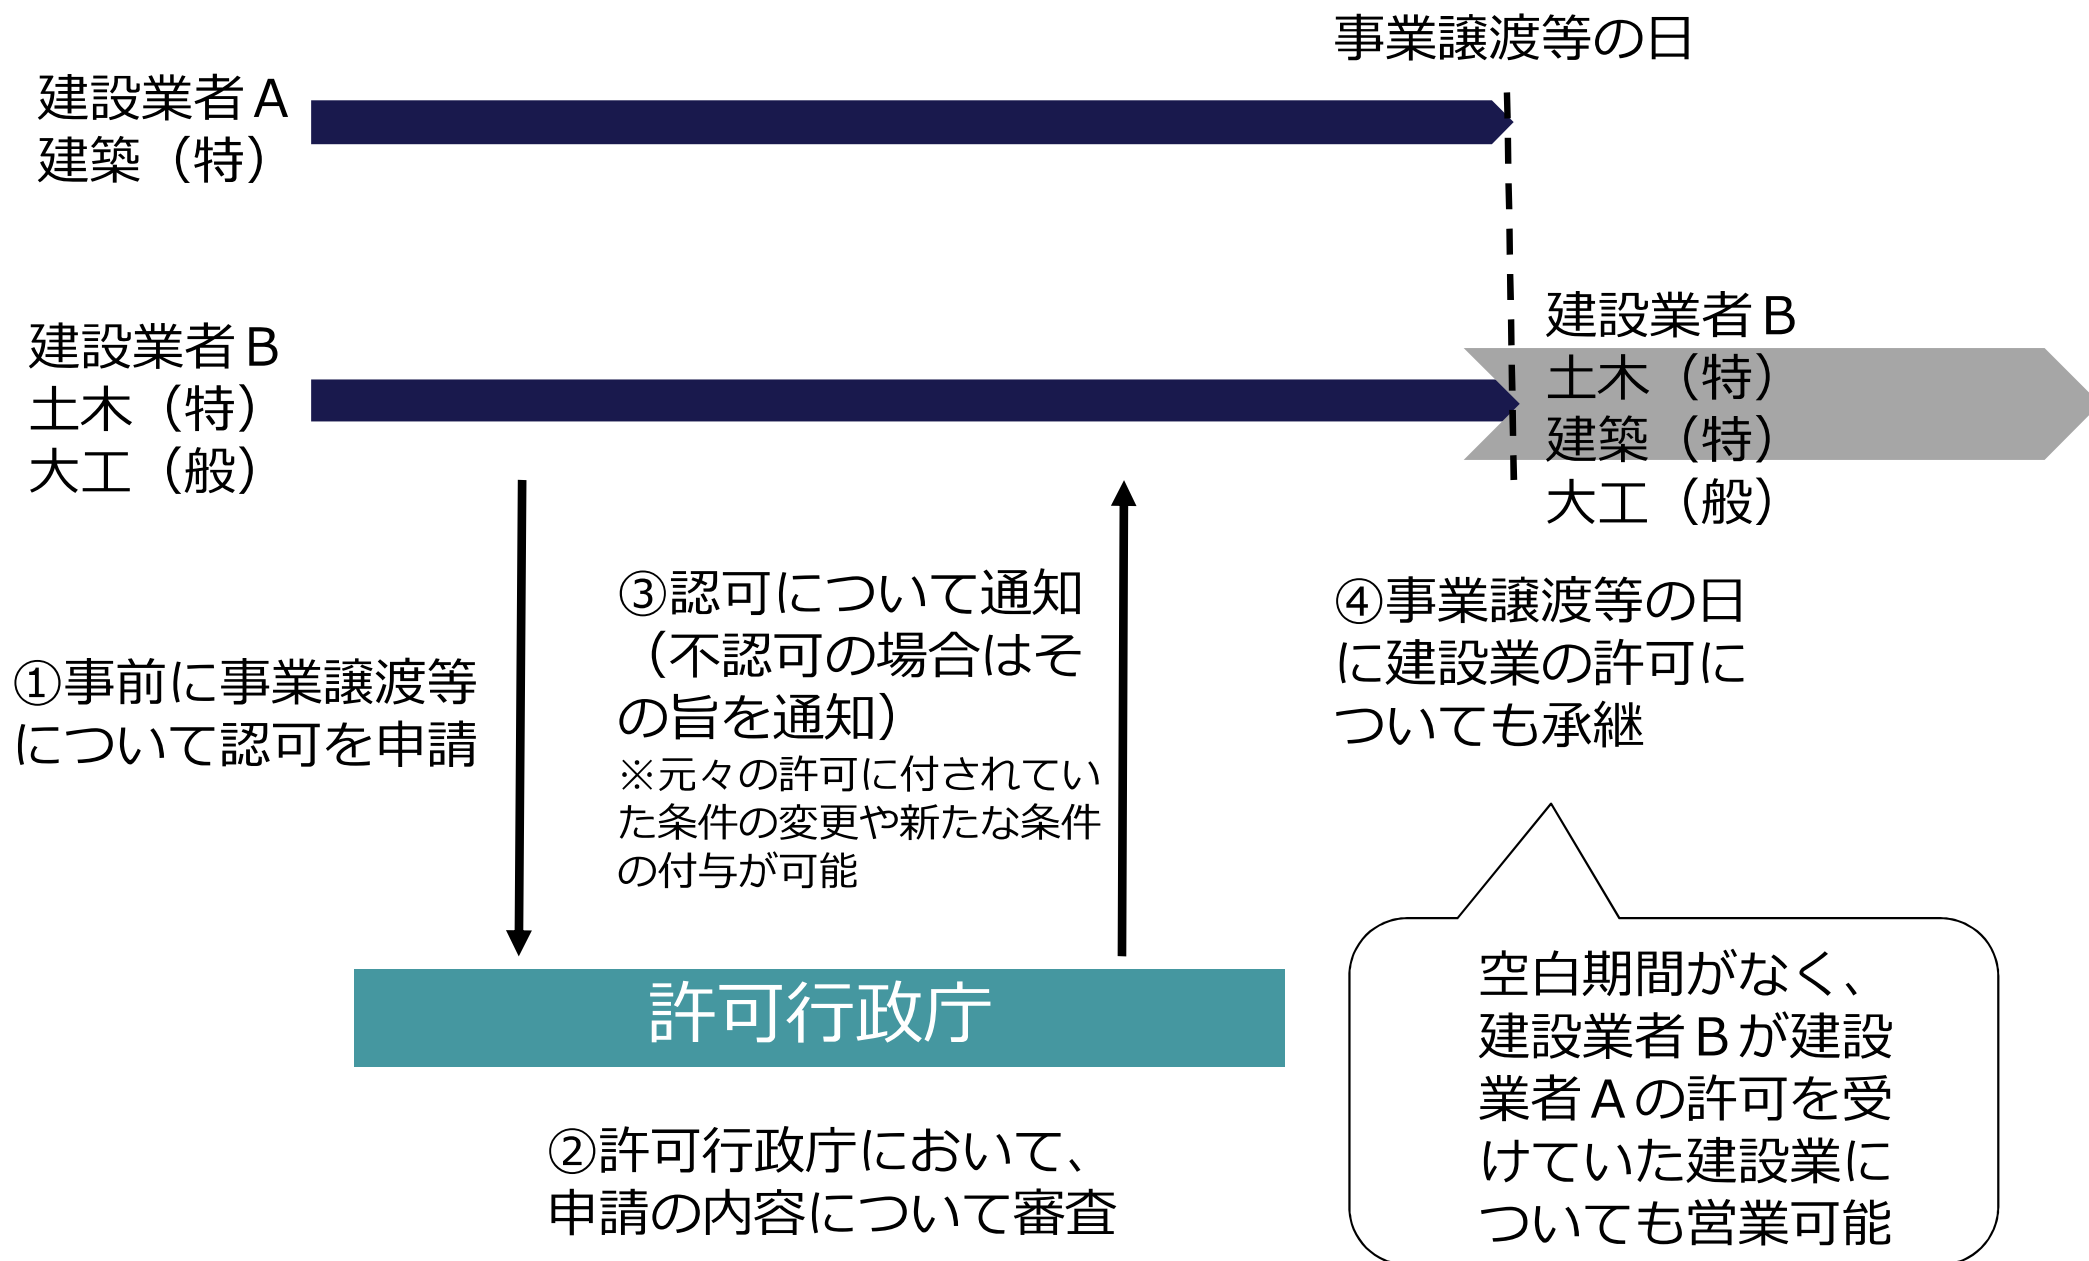 事業譲渡等の日
建設業者A
建築（特）
建設業者B
土木（特）
大工（般）
建設業者B
土木（特）
建築（特）
大工（般）
①事前に事業譲渡等
について認可を申請
③認可について通知
（不認可の場合はそ
の旨を通知）
※元々の許可に付されてい
た条件の変更や新たな条件
の付与が可能
④事業譲渡等の日
に建設業の許可に
ついても承継
許可行政庁
②許可行政庁において、
申請の内容について審査
空白期間がなく、
建設業者Bが建設
業者Aの許可を受
けていた建設業に
ついても営業可能